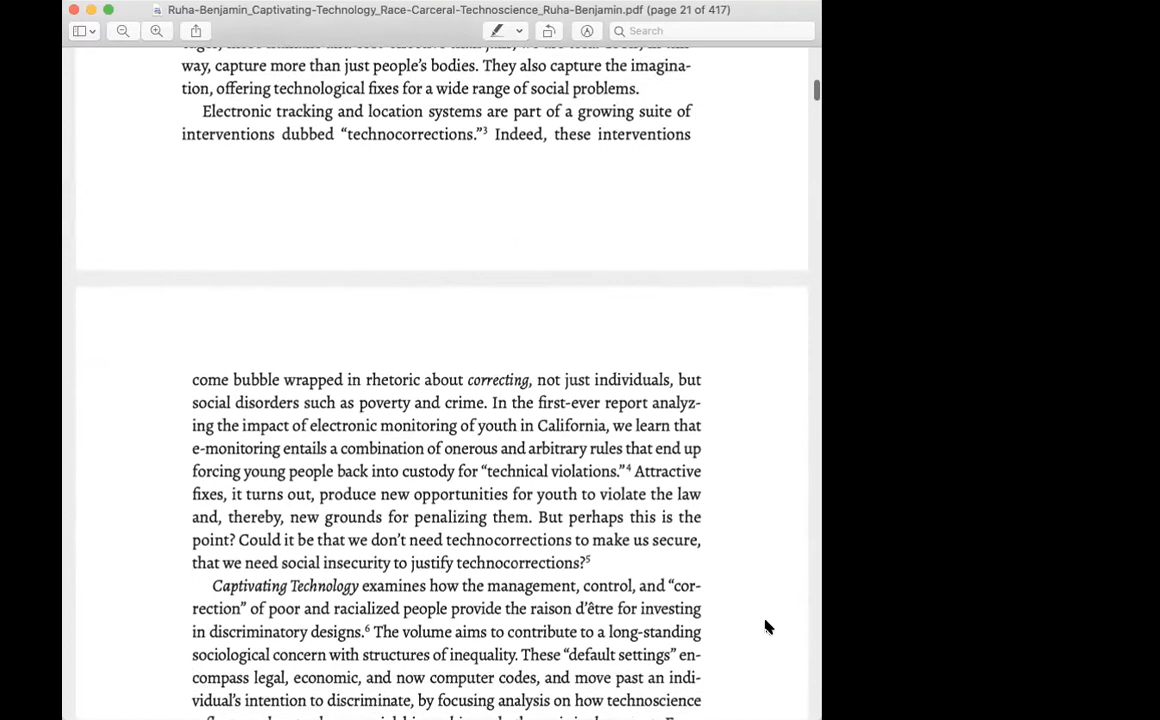 Ruha-Benjamin_Captivating-Technology_Race-Carceral-Technoscience_Ruha-Benjamin.pdf (page 21 of 417)
Search
way, capture more than just people's bodies. They also capture the imagina-
tion, offering technological fixes for a wide range of social problems.
Electronic tracking and location systems are part of a growing suite of
interventions dubbed “technocorrections.”3 Indeed, these interventions
come bubble wrapped in rhetoric about correcting, not just individuals, but
social disorders such as poverty and crime. In the first-ever report analyz-
ing the impact of electronic monitoring of youth in California, we learn that
e-monitoring entails a combination of onerous and arbitrary rules that end up
forcing young people back into custody for “technical violations.”4 Attractive
fixes, it turns out, produce new opportunities for youth to violate the law
and, thereby, new grounds for penalizing them. But perhaps this is the
point? Could it be that we don't need technocorrections to make us secure,
that we need social insecurity to justify technocorrections?5
Captivating Technology examines how the management, control, and “cor-
rection” of poor and racialized people provide the raison d'être for investing
in discriminatory designs.6 The volume aims to contribute to a long-standing
sociological concern with structures of inequality. These “default settings” en-
compass legal, economic, and now computer codes, and move past an indi-
vidual's intention to discriminate, by focusing analysis on how technoscience